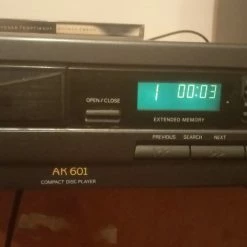 1 00:03
OPEN/CLOSE
EXTENDED MEMORY
PREVIOUS SEARCH NEXT
AK 601
COMPACT DISC PLAYER